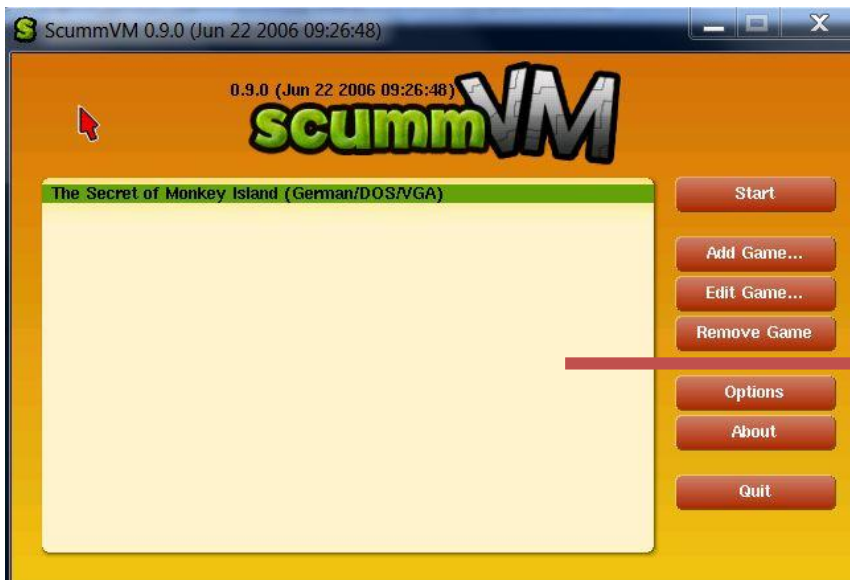 ScummVM 0.9.0 (Jun 22 2006 09:26:48)
0.9.0 (Jun 22 2006 09:26:48)
scummVM
The Secret of Monkey Island (German/DOS/VGA)
Start
Add Game...
Edit Game...
Remove Game
Options
About
Quit